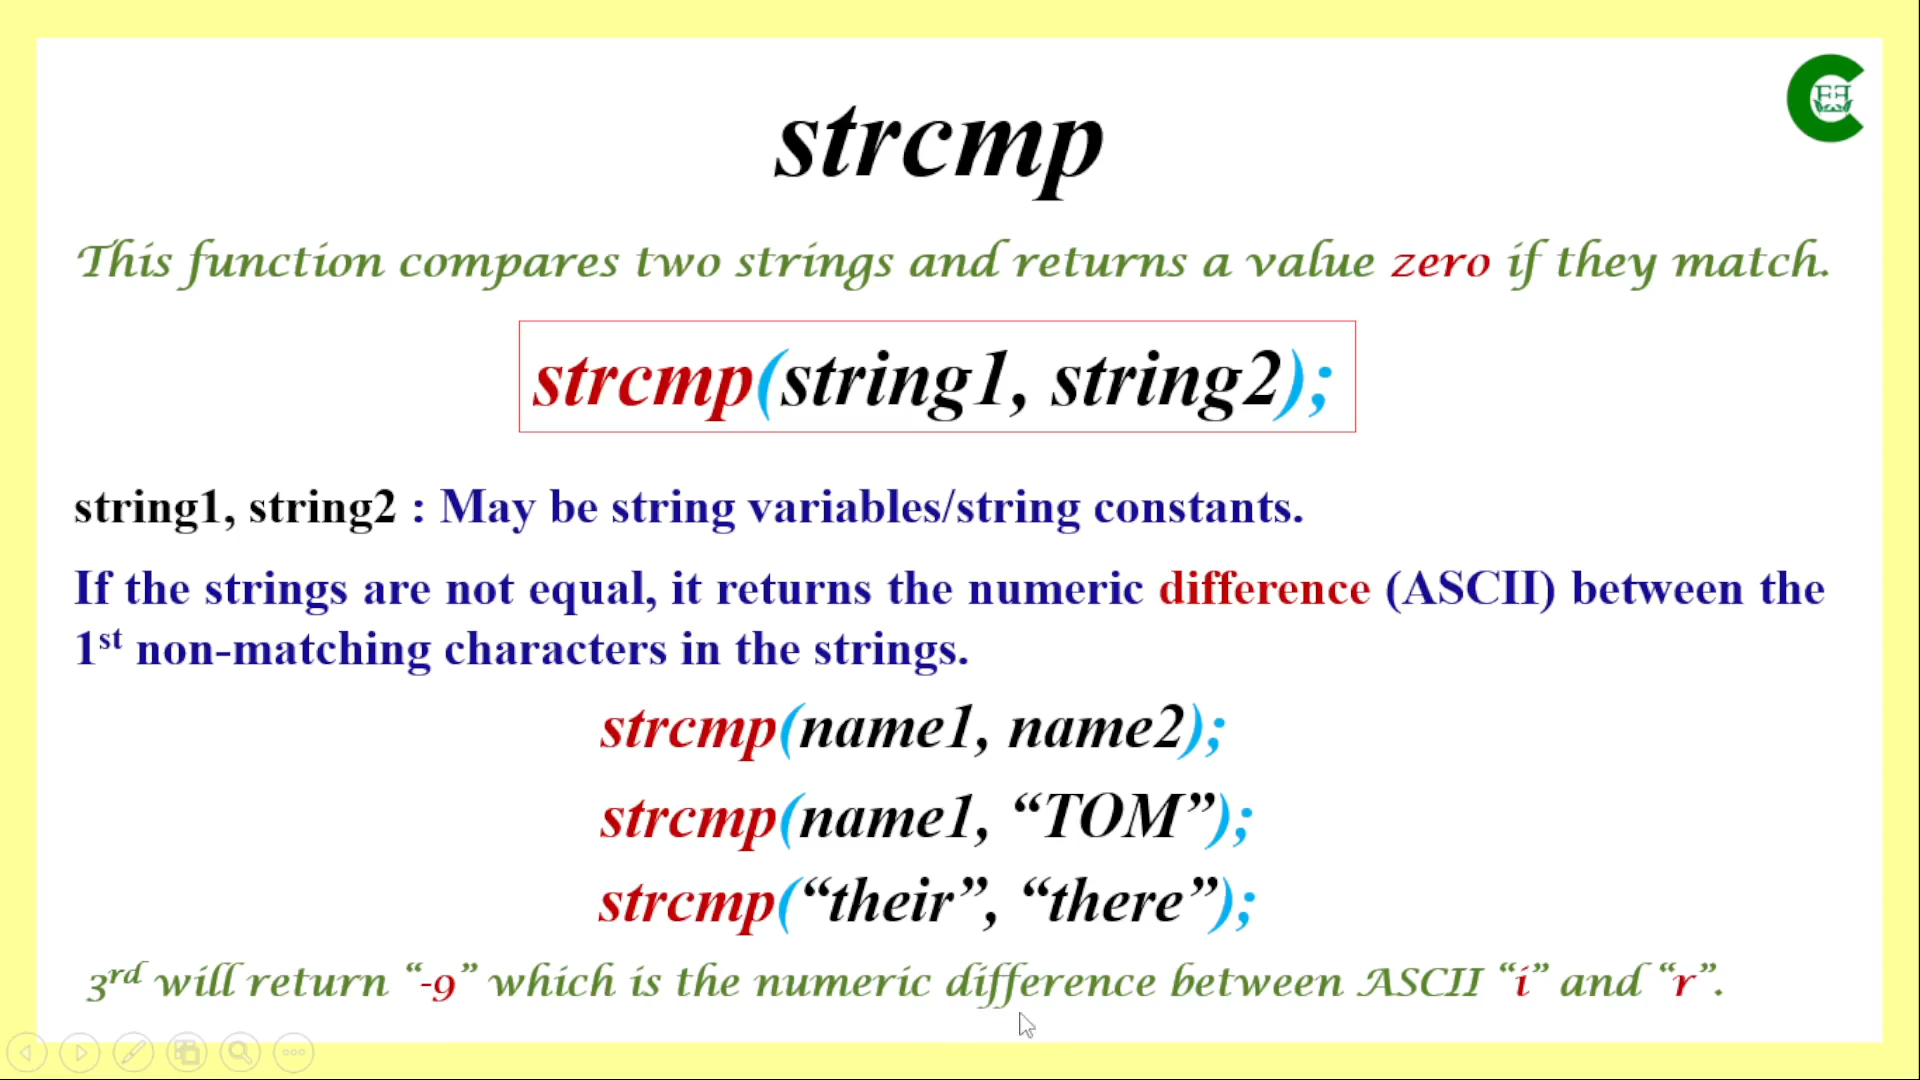 strcmp
This function compares two strings and returns a value zero if they match.
strcmp(string1, string2);
string1, string2 : May be string variables/string constants.
If the strings are not equal, it returns the numeric difference (ASCII) between the
1st non-matching characters in the strings.
strcmp(name1, name2);
strcmp(name1, “TOM”);
strcmp(“their”, “there”);
3rd will return “-9” which is the numeric difference between ASCII “i” and “r”.